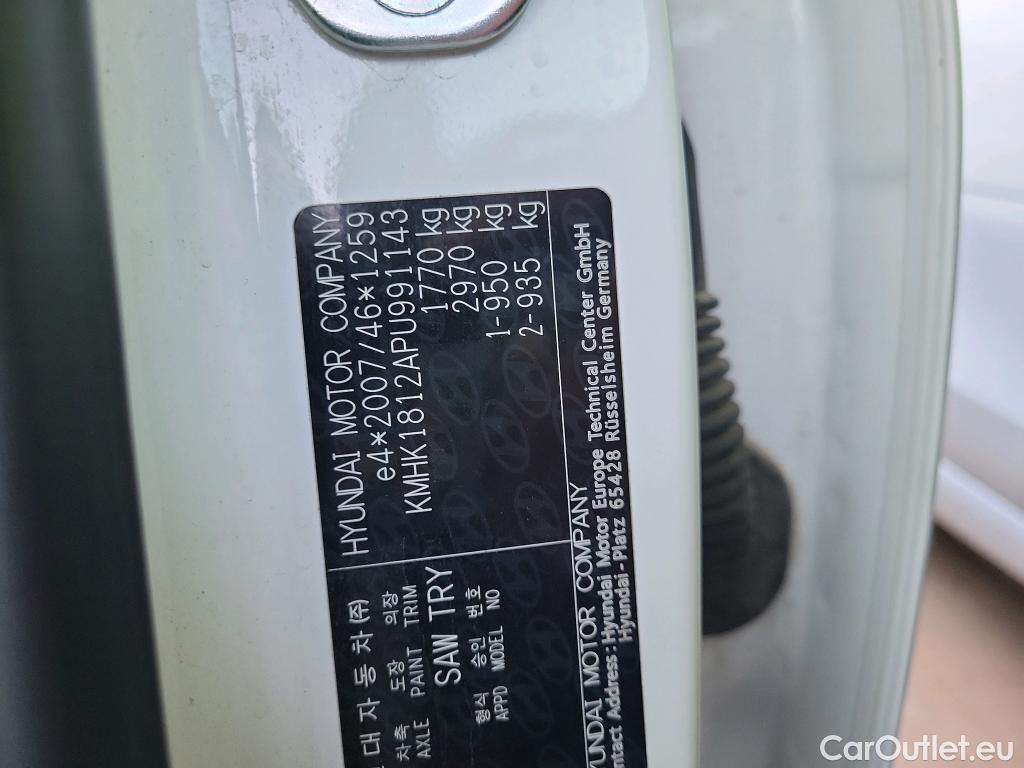 HYUNDAI MOTOR COMPANY
e4*2007/46*1259
KMHK1812APU991143
1770 kg
2970 kg
1-950 kg
2-935 kg
대자동차(주)
차축 도장 의장
AXLE PAINT TRIM
SAW TRY
형식 승인 번호
APPD MODEL NO
HYUNDAI MOTOR COMPANY
Contact Address: Hyundai Motor Europe Technical Center GmbH
Hyundai-Platz 65428 Rüsselsheim Germany
CarOutlet.eu